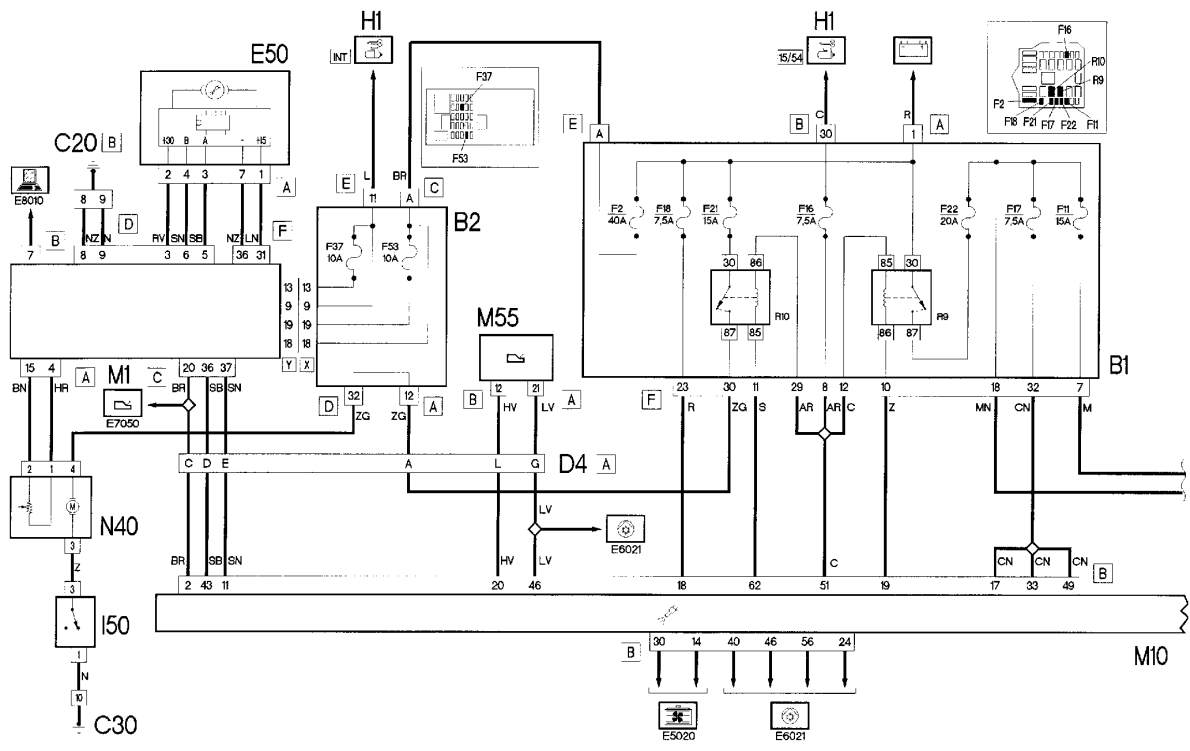 H1
INT
H1
15/54
F16
R10
R9
F2
F18
F21
F17
F22
F11
E50
C20
B
E8010
H30
B
A
-
H5
2
4
3
7
1
A
8
9
D
NZ
N
RV
SN
SB
NZ
LN
F
B
7
8
9
3
6
5
36
31
F37
F53
E
L
BR
C
11
A
B2
F37
10A
F53
10A
13
13
9
9
19
19
18
18
Y
X
E
A
B
C
30
R
1
A
F2
40A
F18
7,5A
F21
15A
F16
7,5A
F22
20A
F17
7,5A
F11
15A
30
86
87
85
R10
85
30
86
87
R9
B1
15
4
BN
HR
A
C
20
36
37
BR
SB
SN
M1
E7050
D
32
ZG
12
A
ZG
M55
B
12
21
A
HV
LV
F
23
30
11
29
8
12
10
18
32
7
R
ZG
S
AR
AR
C
Z
MN
CN
M
C
D
E
A
L
G
D4
A
2
1
4
M
N40
3
Z
3
I50
1
N
10
C30
LV
E6021
BR
SB
SN
HV
LV
C
CN
CN
CN
B
2
43
11
20
46
18
62
51
19
17
33
49
M10
B
30
14
40
46
56
24
E5020
E6021